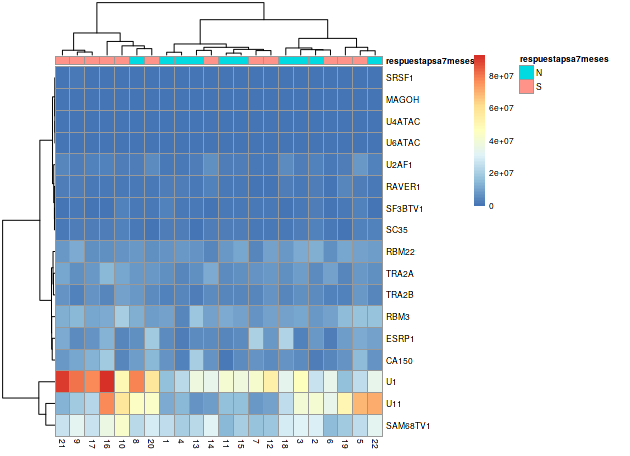 respuestapsa7meses
SRSF1
MAGOH
U4ATAC
U6ATAC
U2AF1
RAVER1
SF3BTV1
SC35
RBM22
TRA2A
TRA2B
RBM3
ESRP1
CA150
U1
U11
SAM68TV1
21 9 17 16 10 8 20 1 4 13 14 11 15 7 12 18 3 2 6 19 5 22
8e+07
6e+07
4e+07
2e+07
0
respuestapsa7meses
N
S